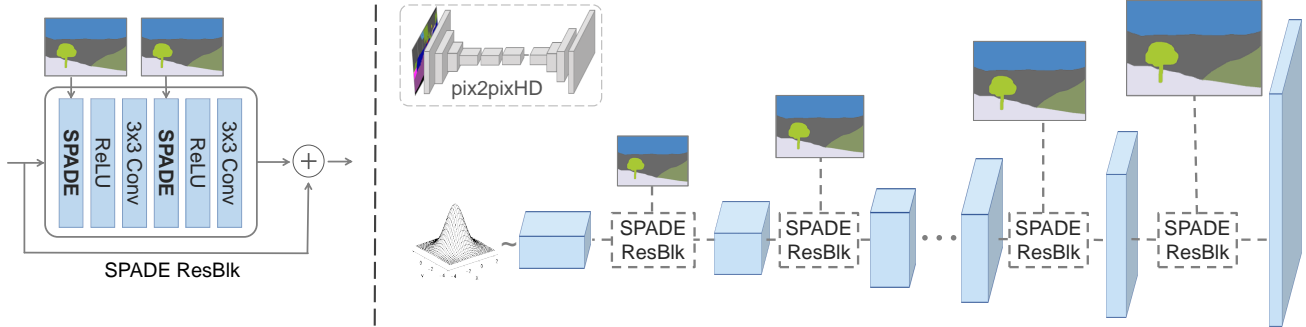 SPADE
ReLU
3x3 Conv
SPADE
ReLU
3x3 Conv
+
SPADE ResBlk
pix2pixHD
~
SPADE
ResBlk
SPADE
ResBlk
...
SPADE
ResBlk
SPADE
ResBlk